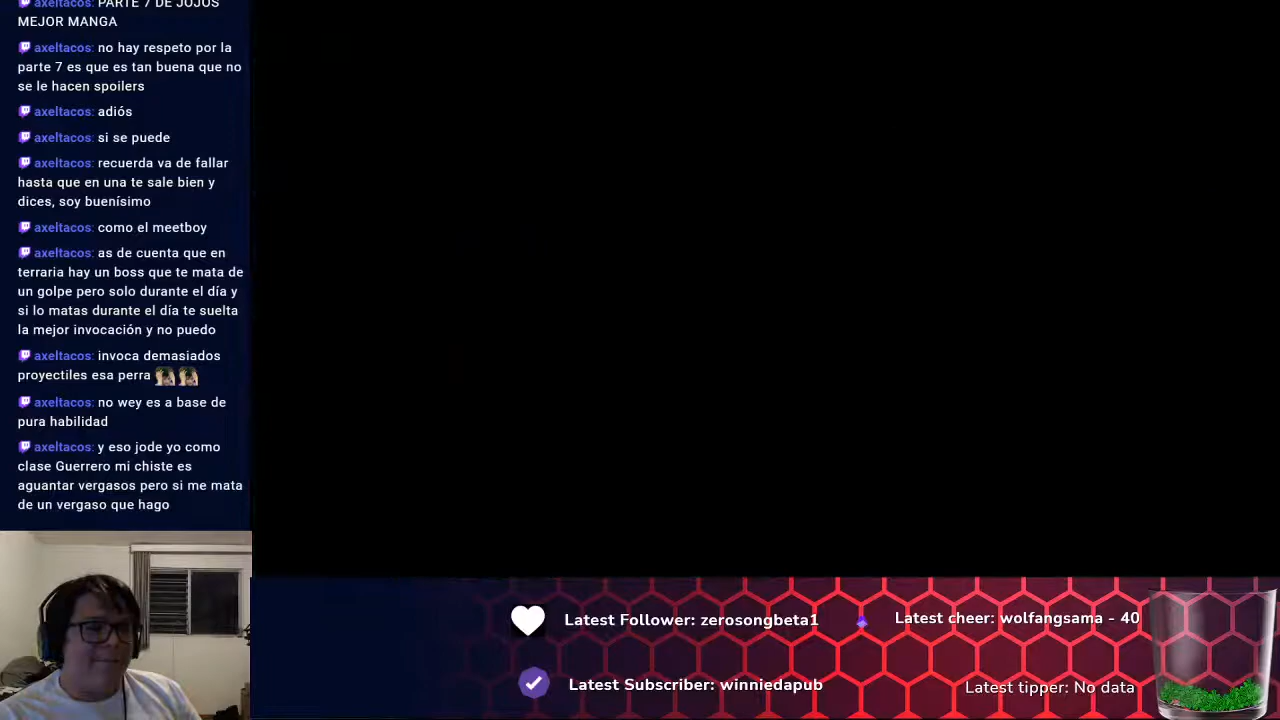 axeltacos: PARTE 7 DE JOJOS
MEJOR MANGA
axeltacos: no hay respeto por la
parte 7 es que es tan buena que no
se le hacen spoilers
axeltacos: adiós
axeltacos: si se puede
axeltacos: recuerda va de fallar
hasta que en una te sale bien y
dices, soy buenísimo
axeltacos: como el meetboy
axeltacos: as de cuenta que en
terraria hay un boss que te mata de
un golpe pero solo durante el día y
si lo matas durante el día te suelta
la mejor invocación y no puedo
axeltacos: invoca demasiados
proyectiles esa perra
axeltacos: no wey es a base de
pura habilidad
axeltacos: y eso jode yo como
clase Guerrero mi chiste es
aguantar vergasos pero si me mata
de un vergaso que hago
Latest Follower: zerosongbeta1
Latest cheer: wolfangsama - 40
Latest Subscriber: winniedapub
Latest tipper: No data